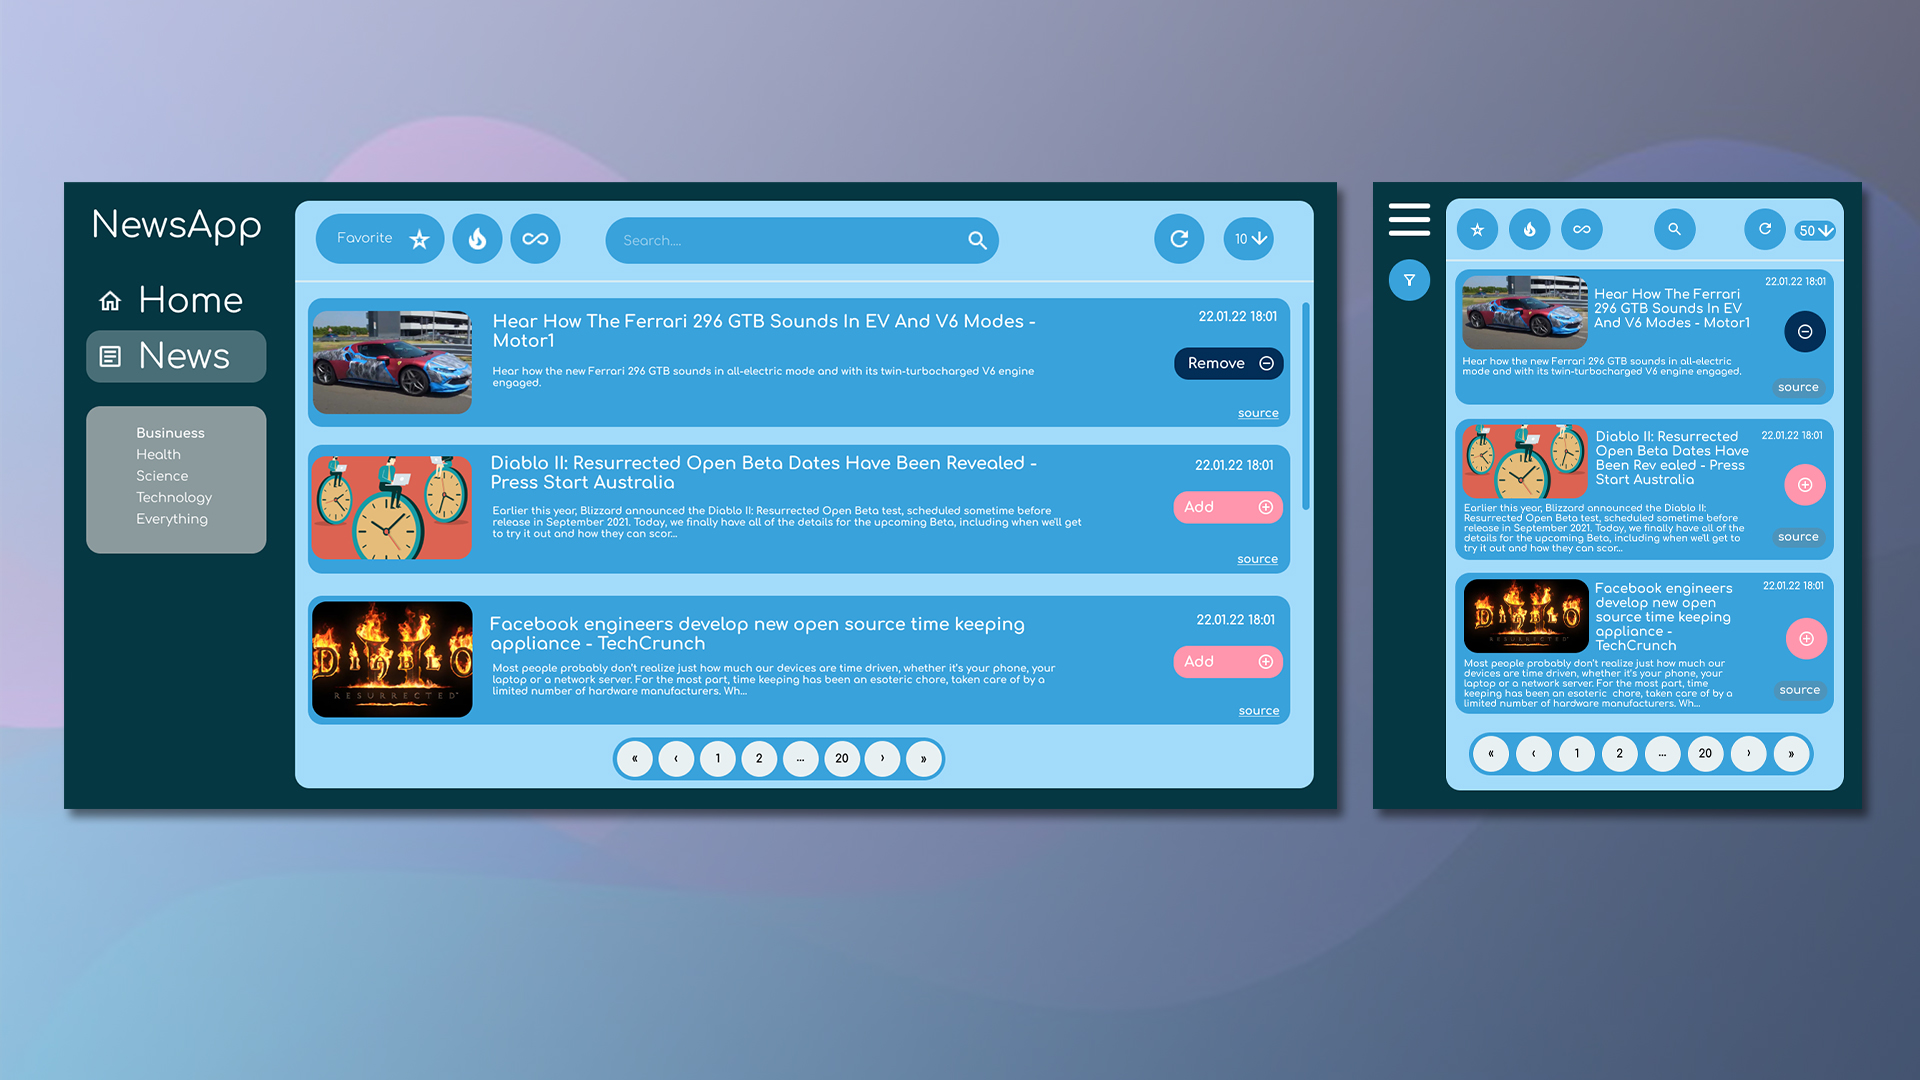 NewsApp
Home
News
Businuess
Health
Science
Technology
Everything
Favorite
Search....
10
Hear How The Ferrari 296 GTB Sounds In EV And V6 Modes -
Motor1
Hear how the new Ferrari 296 GTB sounds in all-electric mode and with its twin-turbocharged V6 engine
engaged.
22.01.22 18:01
Remove
source
Diablo II: Resurrected Open Beta Dates Have Been Revealed -
Press Start Australia
Earlier this year, Blizzard announced the Diablo II: Resurrected Open Beta test, scheduled sometime before
release in September 2021. Today, we finally have all of the details for the upcoming Beta, including when we'll get
to try it out and how they can scor...
22.01.22 18:01
Add
source
DIABLO
RESURRECTED
Facebook engineers develop new open source time keeping
appliance - TechCrunch
Most people probably don't realize just how much our devices are time driven, whether it's your phone, your
laptop or a network server. For the most part, time keeping has been an esoteric chore, taken care of by a
limited number of hardware manufacturers. Wh...
22.01.22 18:01
Add
source
« ‹ 1 2 ... 20 › »
50
Hear How The Ferrari
296 GTB Sounds In EV
And V6 Modes - Motor1
22.01.22 18:01
Hear how the new Ferrari 296 GTB sounds in all-electric
mode and with its twin-turbocharged V6 engine engaged.
source
Diablo II: Resurrected
Open Beta Dates Have
Been Rev ealed - Press
Start Australia
22.01.22 18:01
Earlier this year, Blizzard announced the Diablo II:
Resurrected Open Beta test, scheduled sometime before
release in September 2021. Today, we finally have all of the
details for the upcoming Beta, including when we'll get to
try it out and how they can scor...
source
DIABLO
RESURRECTED
Facebook engineers
develop new open
source time keeping
appliance -
TechCrunch
22.01.22 18:01
Most people probably don't realize just how much our
devices are time driven, whether it's your phone, your
laptop or a network server. For the most part, time
keeping has been an esoteric chore, taken care of by a
limited number of hardware manufacturers. Wh...
source
« ‹ 1 2 ... 20 › »